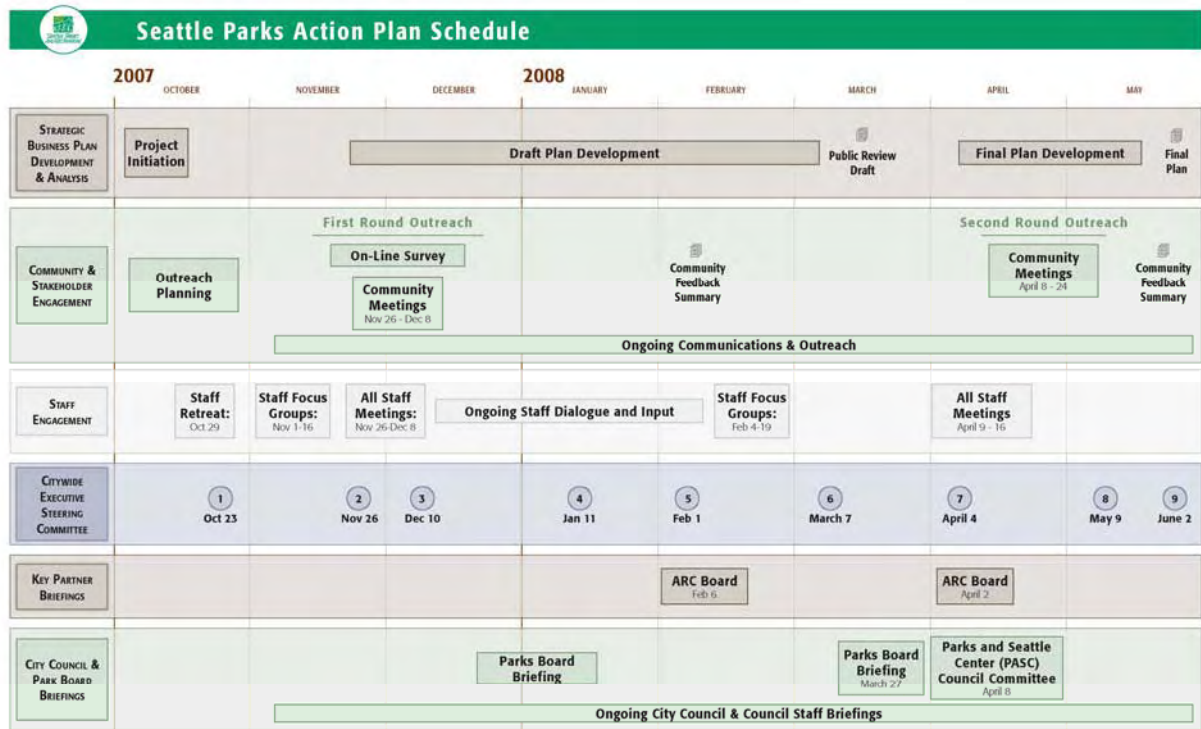 Seattle Parks Action Plan Schedule
2007
2008
OCTOBER
NOVEMBER
DECEMBER
JANUARY
FEBRUARY
MARCH
APRIL
MAY
STRATEGIC
BUSINESS PLAN
DEVELOPMENT
& ANALYSIS
Project
Initiation
Draft Plan Development
Public Review
Draft
Final Plan Development
Final
Plan
COMMUNITY &
STAKEHOLDER
ENGAGEMENT
First Round Outreach
Second Round Outreach
Outreach
Planning
On-Line Survey
Community
Meetings
Nov 26 - Dec 8
Community
Feedback
Summary
Community
Meetings
April 8 - 24
Community
Feedback
Summary
Ongoing Communications & Outreach
STAFF
ENGAGEMENT
Staff
Retreat:
Oct 29
Staff Focus
Groups:
Nov 1-16
All Staff
Meetings:
Nov 26-Dec 8
Ongoing Staff Dialogue and Input
Staff Focus
Groups:
Feb 4-19
All Staff
Meetings
April 9 - 16
CITYWIDE
EXECUTIVE
STEERING
COMMITTEE
1
Oct 23
2
Nov 26
3
Dec 10
4
Jan 11
5
Feb 1
6
March 7
7
April 4
8
May 9
9
June 2
KEY PARTNER
BRIEFINGS
ARC Board
Feb 6
ARC Board
April 2
CITY COUNCIL &
PARK BOARD
BRIEFINGS
Parks Board
Briefing
Parks Board
Briefing
March 27
Parks and Seattle
Center (PASC)
Council Committee
April 8
Ongoing City Council & Council Staff Briefings